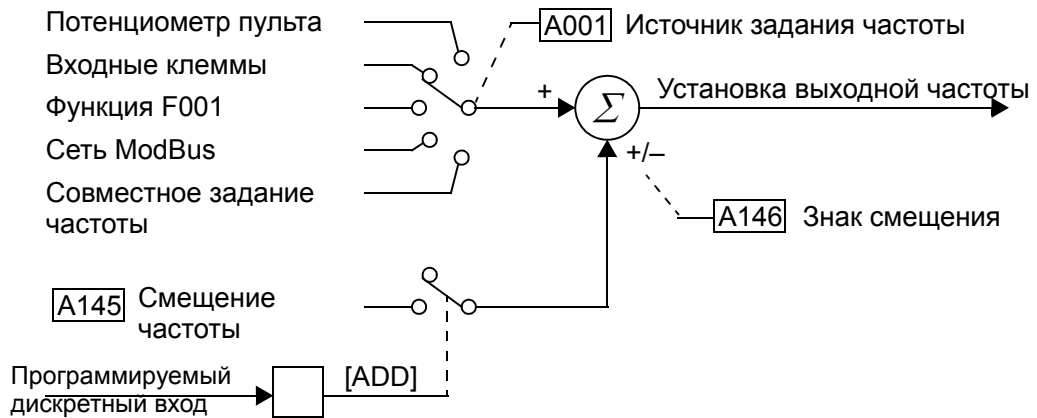 Потенциометр пульта
A001 Источник задания частоты
Входные клеммы
Функция F001
+
Σ
Установка выходной частоты
Сеть ModBus
+/–
Совместное задание
частоты
A146 Знак смещения
A145 Смещение
частоты
Программируемый
дискретный вход
[ADD]